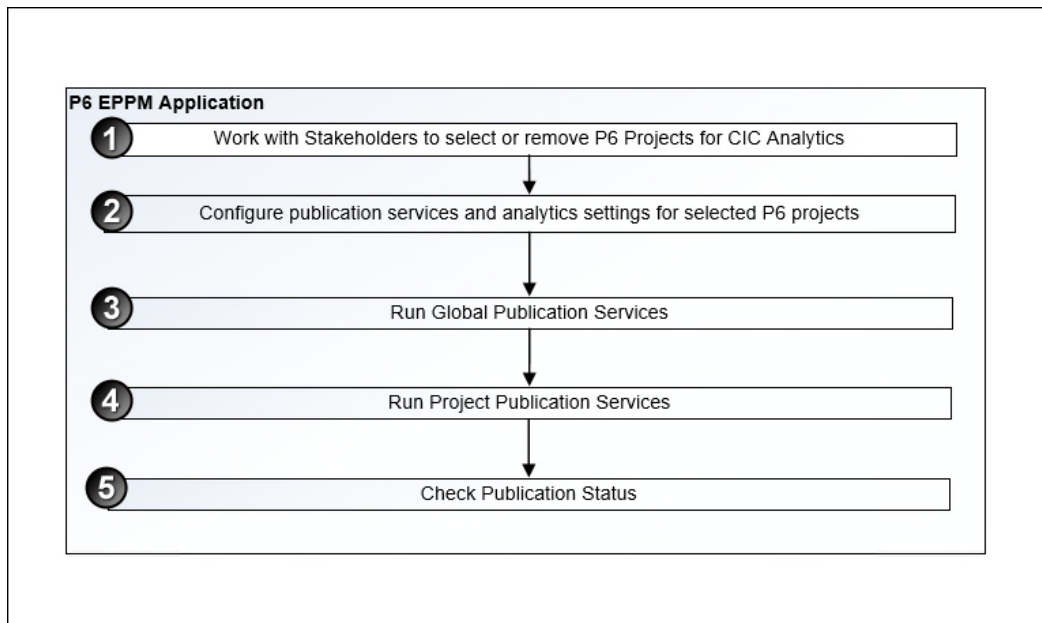 P6 EPPM Application
1
Work with Stakeholders to select or remove P6 Projects for CIC Analytics
2
Configure publication services and analytics settings for selected P6 projects
3
Run Global Publication Services
4
Run Project Publication Services
5
Check Publication Status